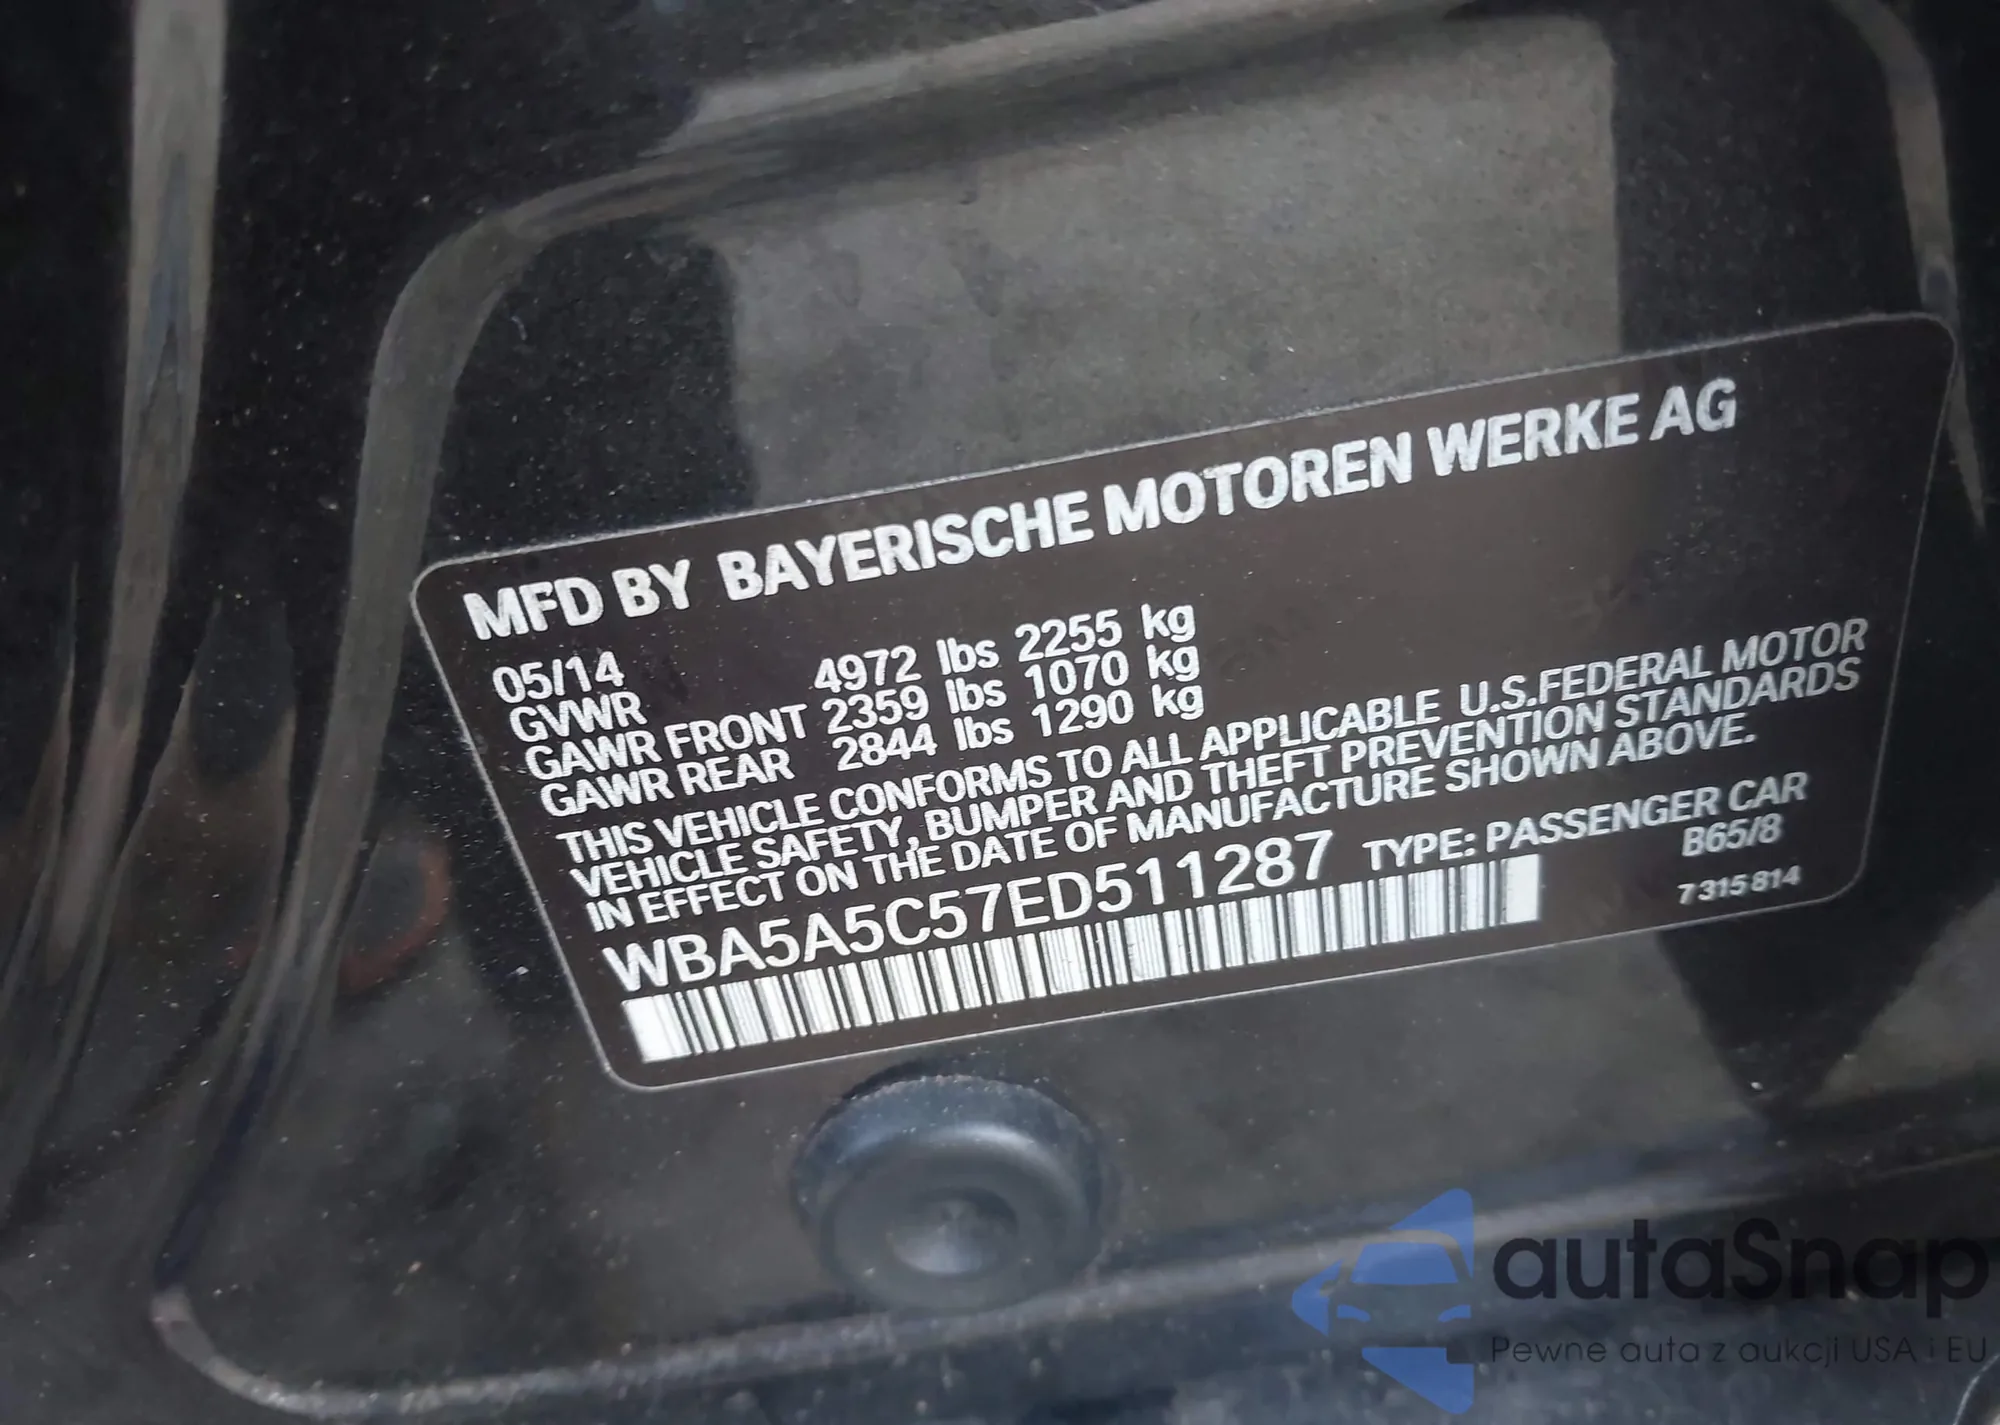 MFD BY BAYERISCHE MOTOREN WERKE AG
05/14
GVWR 4972 lbs 2255 kg
GAWR FRONT 2359 lbs 1070 kg
GAWR REAR 2844 lbs 1290 kg
THIS VEHICLE CONFORMS TO ALL APPLICABLE U.S.FEDERAL MOTOR
VEHICLE SAFETY, BUMPER AND THEFT PREVENTION STANDARDS
IN EFFECT ON THE DATE OF MANUFACTURE SHOWN ABOVE.
WBA5A5C57ED511287 TYPE: PASSENGER CAR
B65/8
7 315 814
autaSnap
Pewne auta z aukcji USA i EU